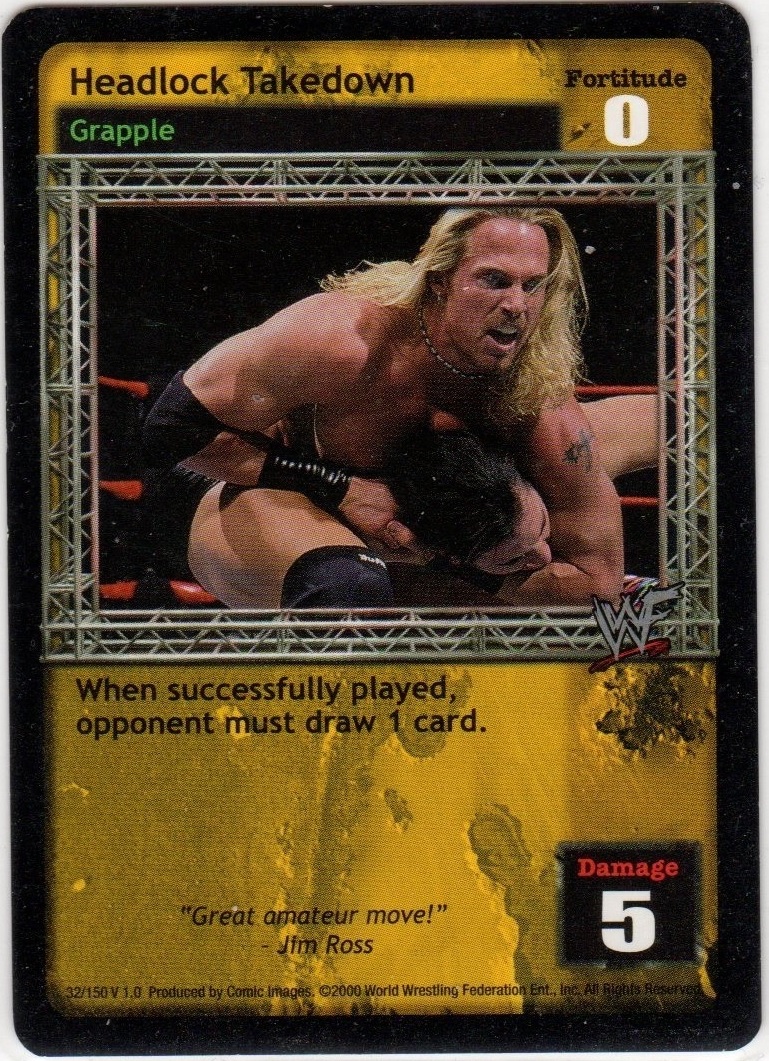 Headlock Takedown
Fortitude
0
Grapple
WF
When successfully played,
opponent must draw 1 card.
Damage
5
"Great amateur move!"
- Jim Ross
32/150 V 1.0 Produced by Comic Images. ©2000 World Wrestling Federation Ent., Inc. All Rights Reserved.